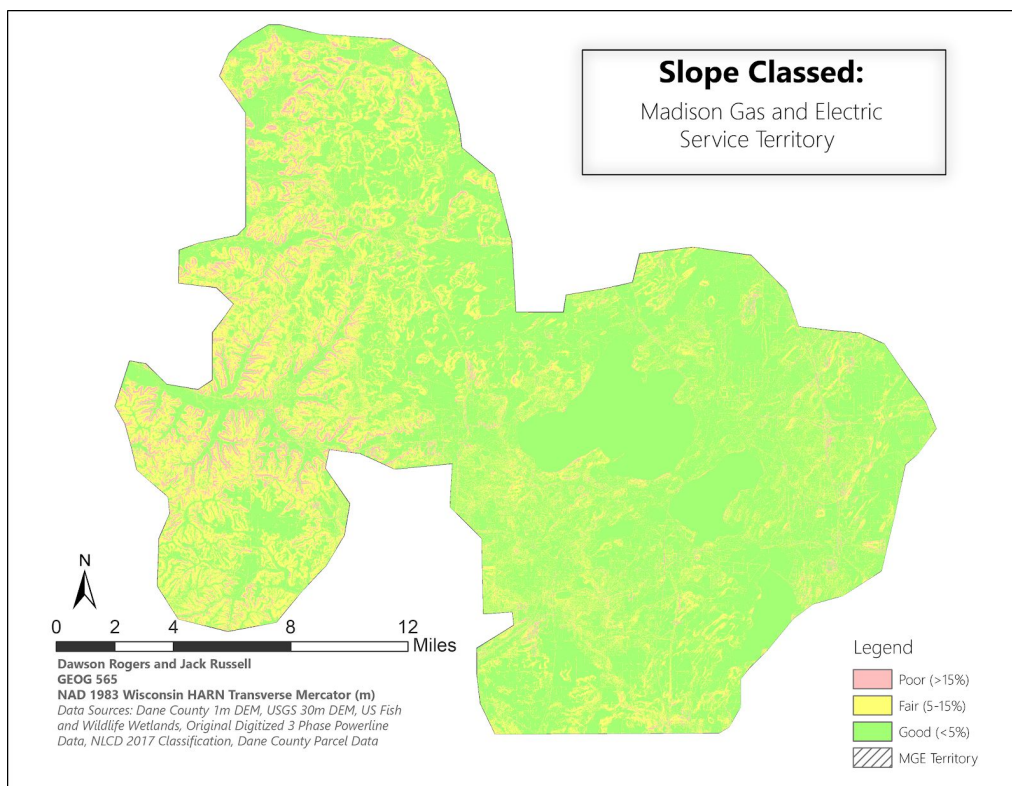 Slope Classed:
Madison Gas and Electric
Service Territory
N
0 2 4 8 12
Miles
Dawson Rogers and Jack Russell
GEOG 565
NAD 1983 Wisconsin HARN Transverse Mercator (m)
Data Sources: Dane County 1m DEM, USGS 30m DEM, US Fish
and Wildlife Wetlands, Original Digitized 3 Phase Powerline
Data, NLCD 2017 Classification, Dane County Parcel Data
Legend
Poor (>15%)
Fair (5-15%)
Good (<5%)
MGE Territory